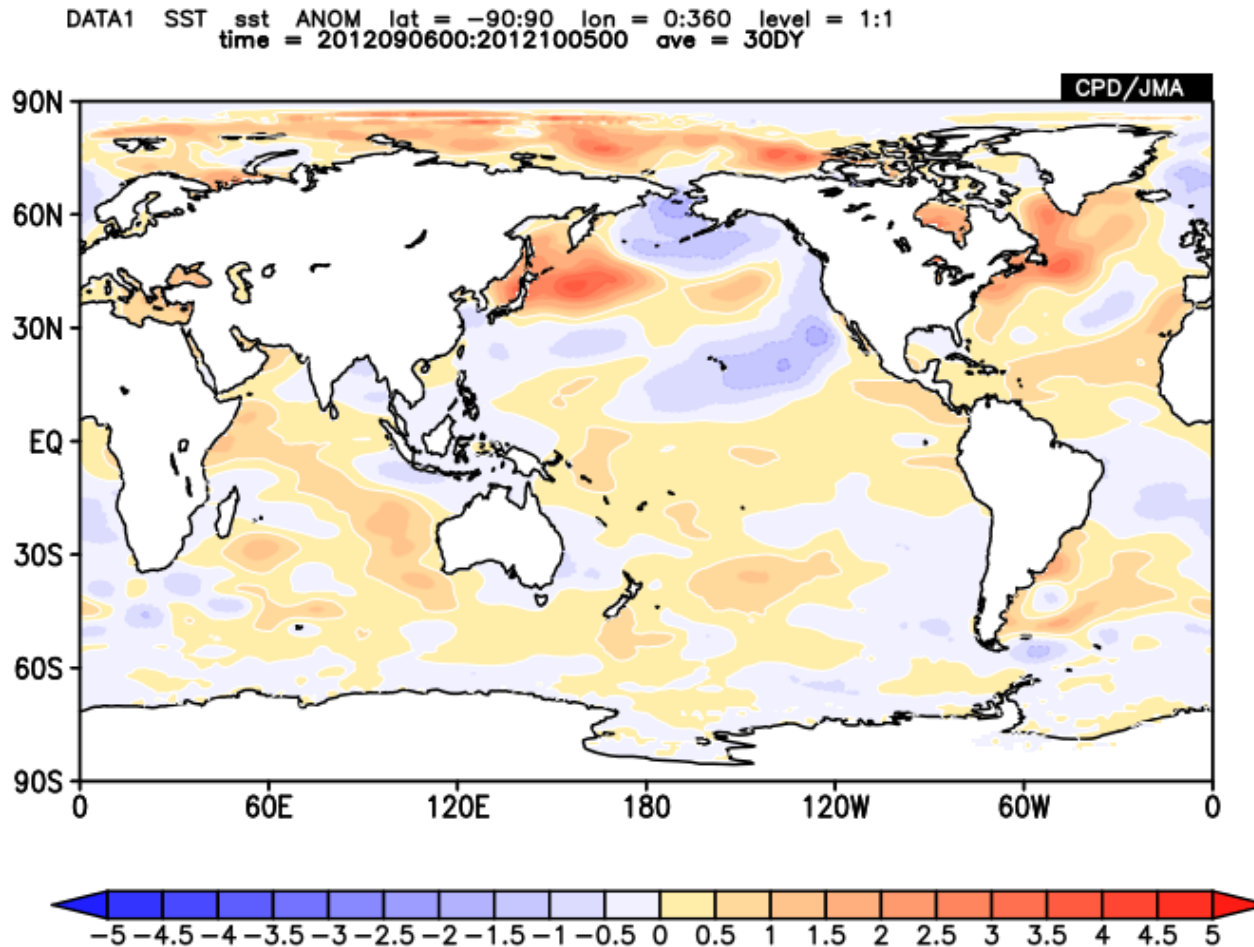 DATA1 SST sst ANOM lat = -90:90 lon = 0:360 level = 1:1
time = 2012090600:2012100500 ave = 30DY
CPD/JMA
90N
60N
30N
EQ
30S
60S
90S
0 60E 120E 180 120W 60W 0
-5 -4.5 -4 -3.5 -3 -2.5 -2 -1.5 -1 -0.5 0 0.5 1 1.5 2 2.5 3 3.5 4 4.5 5